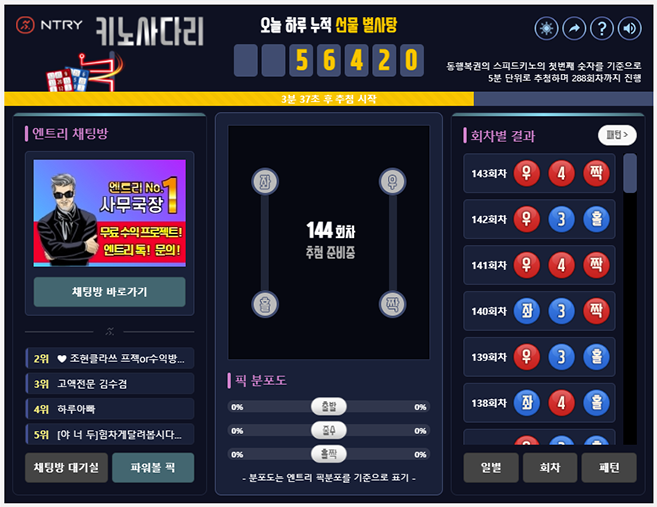 NTRY 키노사다리
오늘 하루 누적 선물 별사탕
5 6 4 2 0
동행복권의 스피드키노의 첫번째 숫자를 기준으로
5분 단위로 추첨하며 288회차까지 진행
3분 37초 후 추첨 시작
엔트리 채팅방
엔트리 No.1
사무국장
무료 수익 프로젝트!
엔트리 톡! 문의!
채팅방 바로가기
2위 ♥ 조현클라쓰 프잭or수익방...
3위 고액전문 김수겸
4위 하루아빠
5위 [야 너 두]힘차게달려봅시다...
채팅방 대기실
파워볼 픽
좌 우
144 회차
추첨 준비중
홀 짝
픽 분포도
0% 출발 0%
0% 줄수 0%
0% 홀짝 0%
- 분포도는 엔트리 픽분포를 기준으로 표기 -
회차별 결과
패턴 >
143회차 우 4 짝
142회차 우 3 홀
141회차 우 4 짝
140회차 좌 3 짝
139회차 우 3 홀
138회차 좌 4 홀
일별 회차 패턴